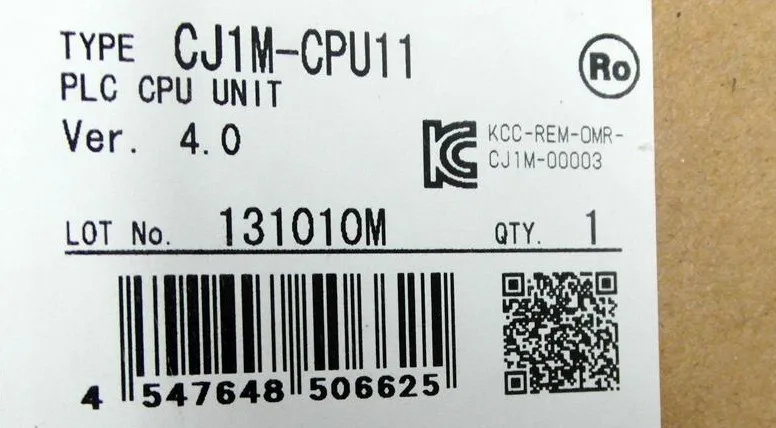 TYPE CJ1M-CPU11
Ro
PLC CPU UNIT
Ver. 4.0
KC
KCC-REM-OMR-
CJ1M-00003
LOT No. 131010M QTY. 1
4 547648 506625